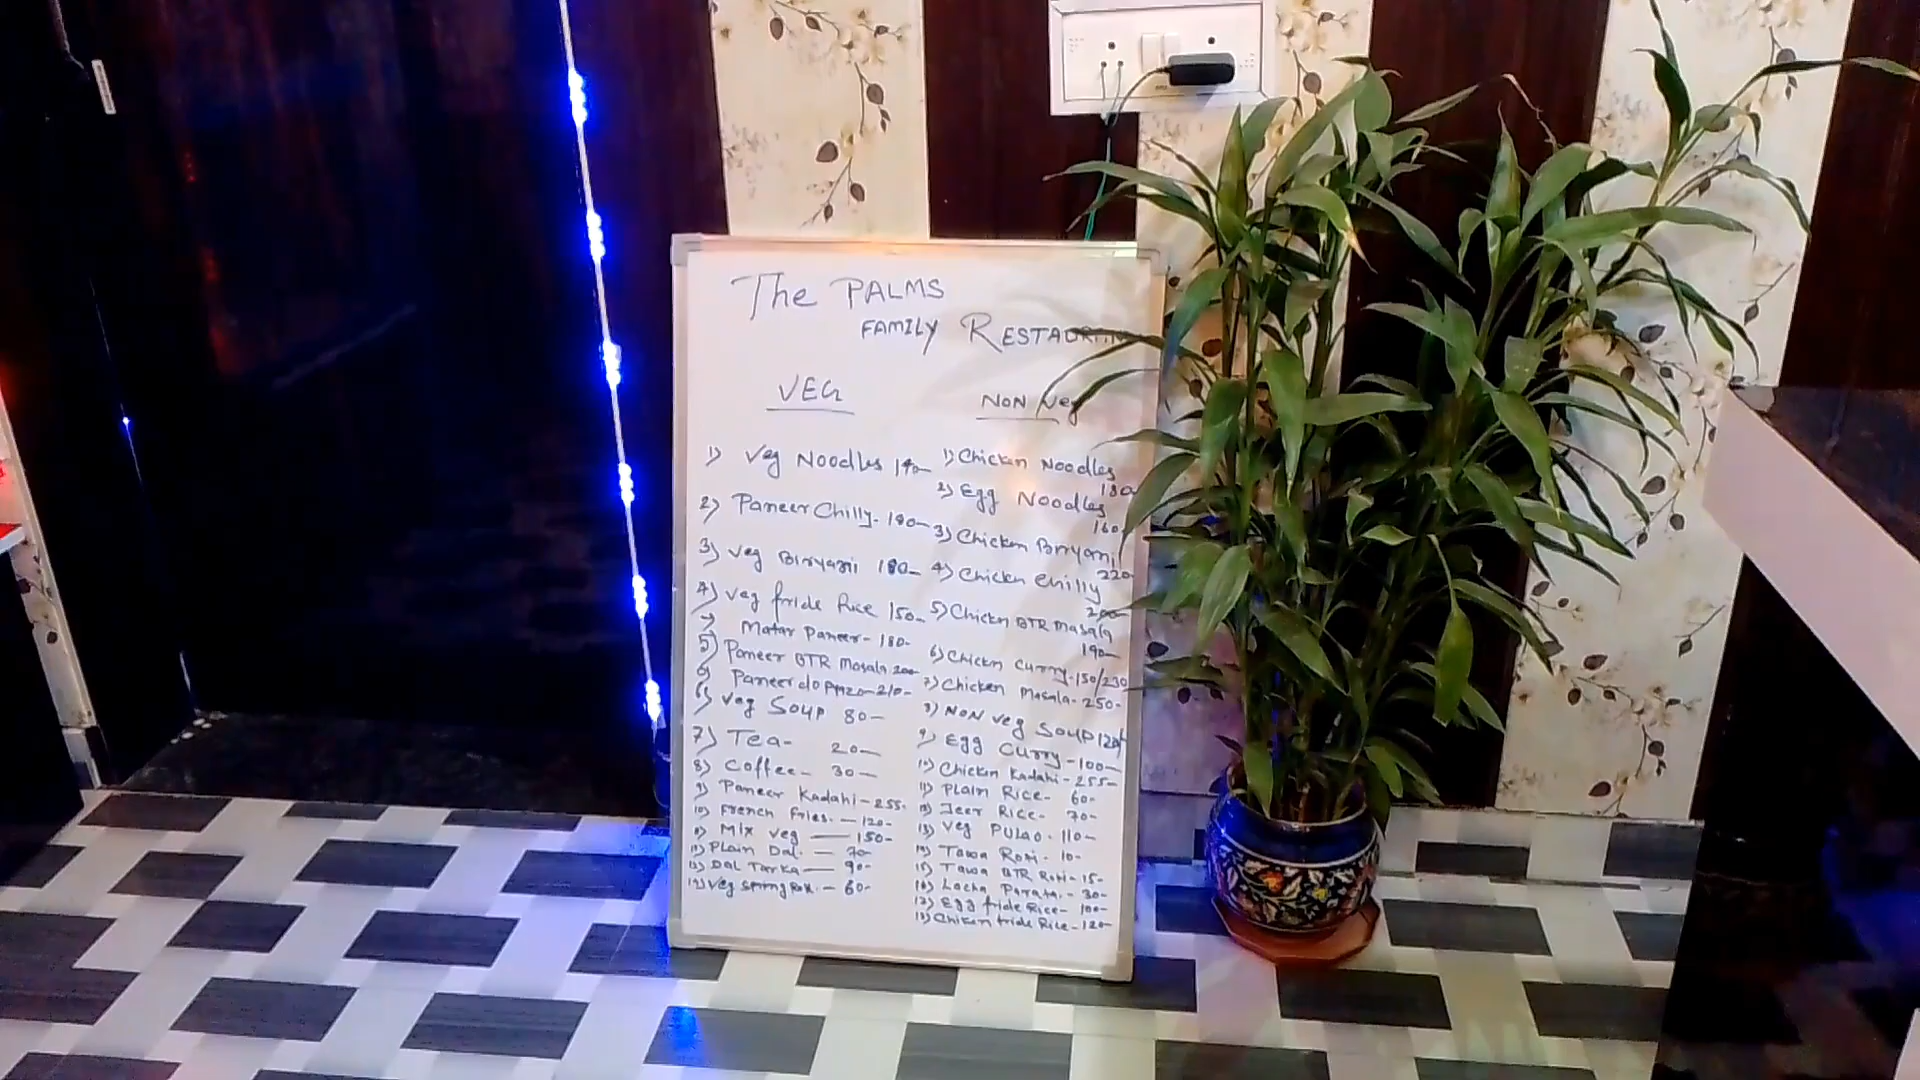 The PALMS
FAMILY RESTAURAN
VEG
1) Veg Noodles 140-
2) Paneer Chilly- 180-
3) Veg Biryani 180-
4) Veg fride Rice 150-
Matar Paneer- 180-
5) Paneer BTR Masala 200-
Paneer do Pyaza-210-
6) Veg Soup 80-
7) Tea- 20-
8) Coffee- 30-
9) Paneer Kadahi-255-
10) French Fries.- 120-
11) Mix Veg - 150-
12) Plain Dal.- 70-
13) Dal Tarka - 90-
14) Veg Spring Roll.- 60-
NON Veg
1) Chicken Noodles
180
2) Egg Noodles
160
3) Chicken Biryani
220-
4) Chicken Chilly
200
5) Chicken BTR Masala
190-
6) Chicken Curry-150/230
7) Chicken Masala-250-
8) NON Veg Soup 120
9) Egg Curry-100-
10) Chicken Kadahi-255-
11) Plain Rice- 60-
12) Jeer Rice- 70-
13) Veg Pulao-110-
14) Tawa Roti- 10-
15) Tawa BTR Roti-15-
16) Lacha Parata.-30-
17) Egg fride Rice- 100-
18) Chiken fride Rice-120-